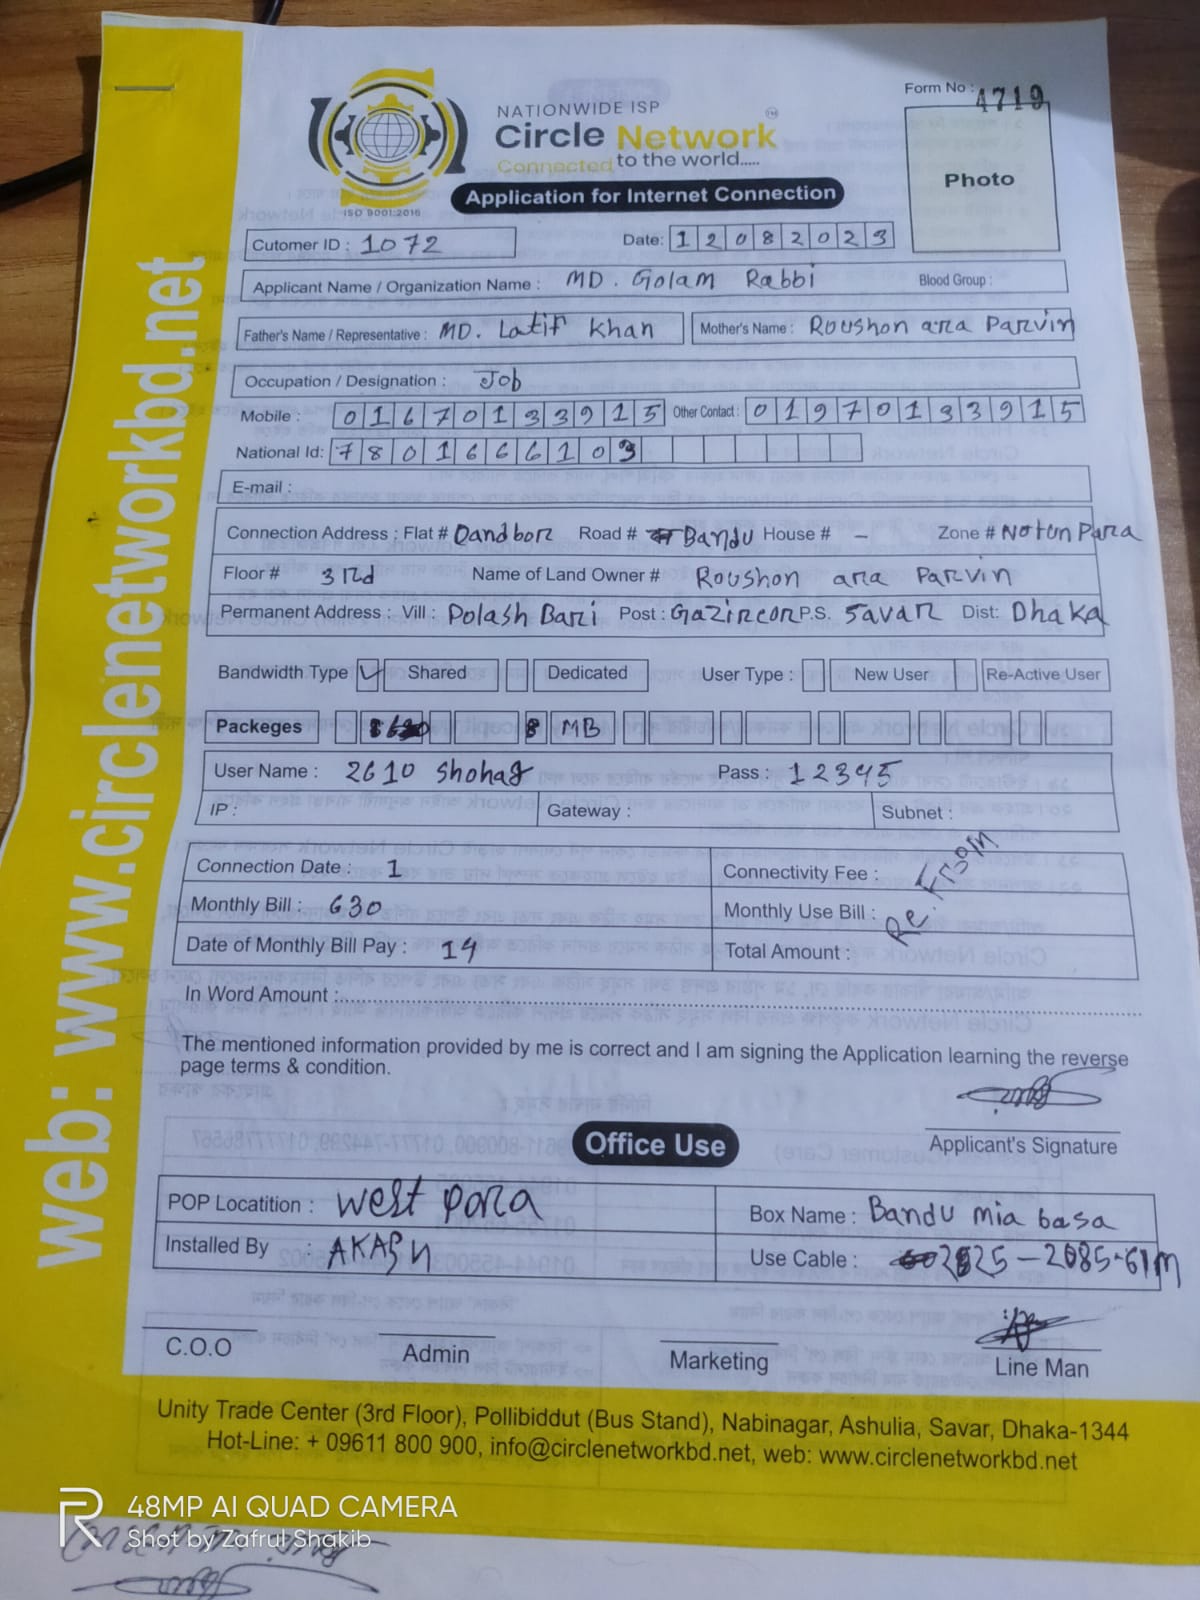 Form No : 4719
NATIONWIDE ISP
Circle Network
Connected to the world.....
ISO 9001:2016
Application for Internet Connection
Photo
Cutomer ID : 1072 Date: 12082023
Applicant Name / Organization Name : MD. Golam Rabbi Blood Group :
Father's Name / Representative : MD. Latif Khan Mother's Name : Roushon ara Parvin
Occupation / Designation : Job
Mobile : 01670133915 Other Contact : 01970133915
National Id: 7801666103
E-mail :
Connection Address : Flat # Dandbor Road # Bandu House # - Zone # Notun Para
Floor # 3rd Name of Land Owner # Roushon ara Parvin
Permanent Address : Vill : Polash Bari Post : Gazircor P.S. Savar Dist: Dhaka
Bandwidth Type Shared Dedicated User Type : New User Re-Active User
Packeges 8 MB
User Name : 2610 Shohag Pass : 12345
IP : Gateway : Subnet :
Connection Date : 1 Connectivity Fee :
Monthly Bill : 630 Monthly Use Bill :
Re. From
Date of Monthly Bill Pay : 14 Total Amount :
In Word Amount :
The mentioned information provided by me is correct and I am signing the Application learning the reverse
page terms & condition.
Applicant's Signature
Office Use
POP Locatition : West para Box Name : Bandu mia basa
Installed By : AKASH Use Cable : 2085-61m
C.O.O Admin Marketing Line Man
Unity Trade Center (3rd Floor), Pollibiddut (Bus Stand), Nabinagar, Ashulia, Savar, Dhaka-1344
Hot-Line: + 09611 800 900, info@circlenetworkbd.net, web: www.circlenetworkbd.net
web: www.circlenetworkbd.net
48MP AI QUAD CAMERA
Shot by Zafrul Shakib